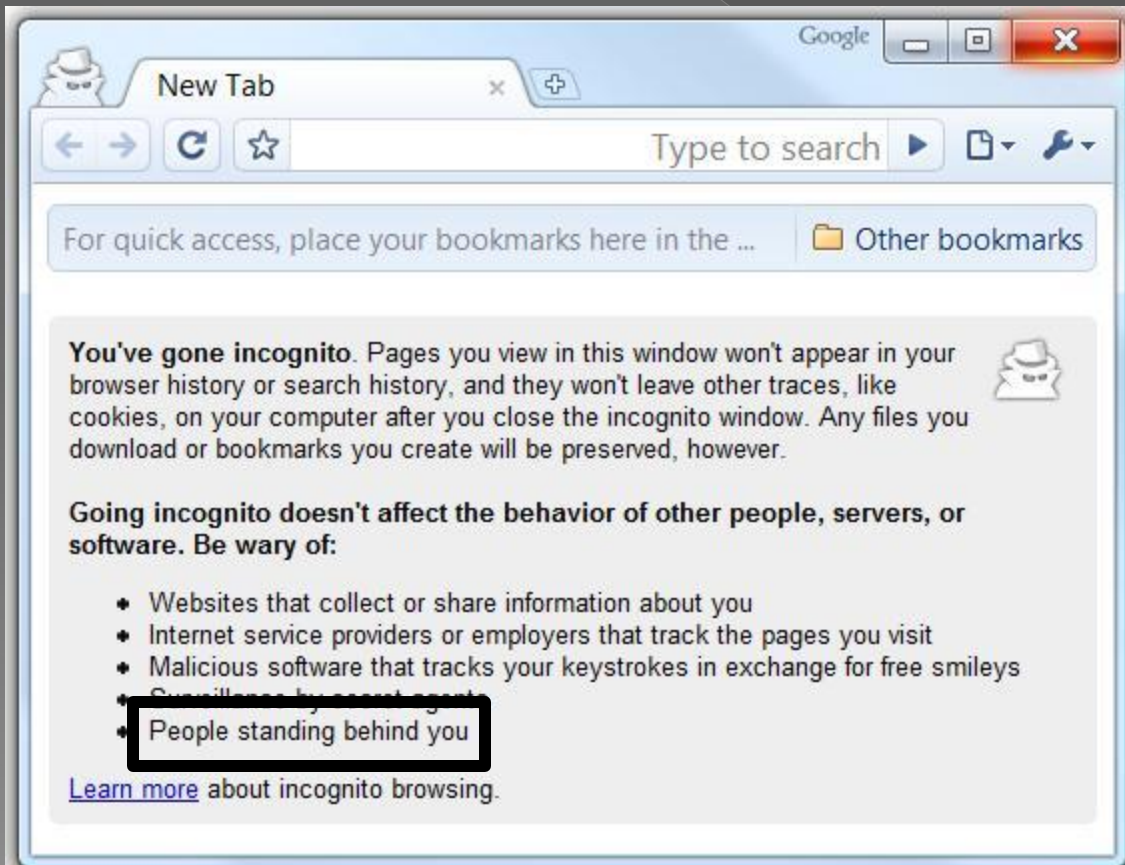 Google
New Tab
Type to search
For quick access, place your bookmarks here in the ...
Other bookmarks
You've gone incognito. Pages you view in this window won't appear in your
browser history or search history, and they won't leave other traces, like
cookies, on your computer after you close the incognito window. Any files you
download or bookmarks you create will be preserved, however.
Going incognito doesn't affect the behavior of other people, servers, or
software. Be wary of:
Websites that collect or share information about you
Internet service providers or employers that track the pages you visit
Malicious software that tracks your keystrokes in exchange for free smileys
Surveillance by secret agents
People standing behind you
Learn more about incognito browsing.